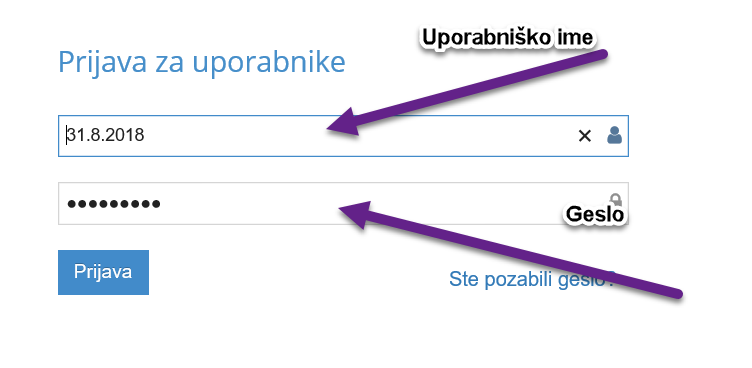 Uporabniško ime
Prijava za uporabnike
31.8.2018
Geslo
Prijava
Ste pozabili geslo?